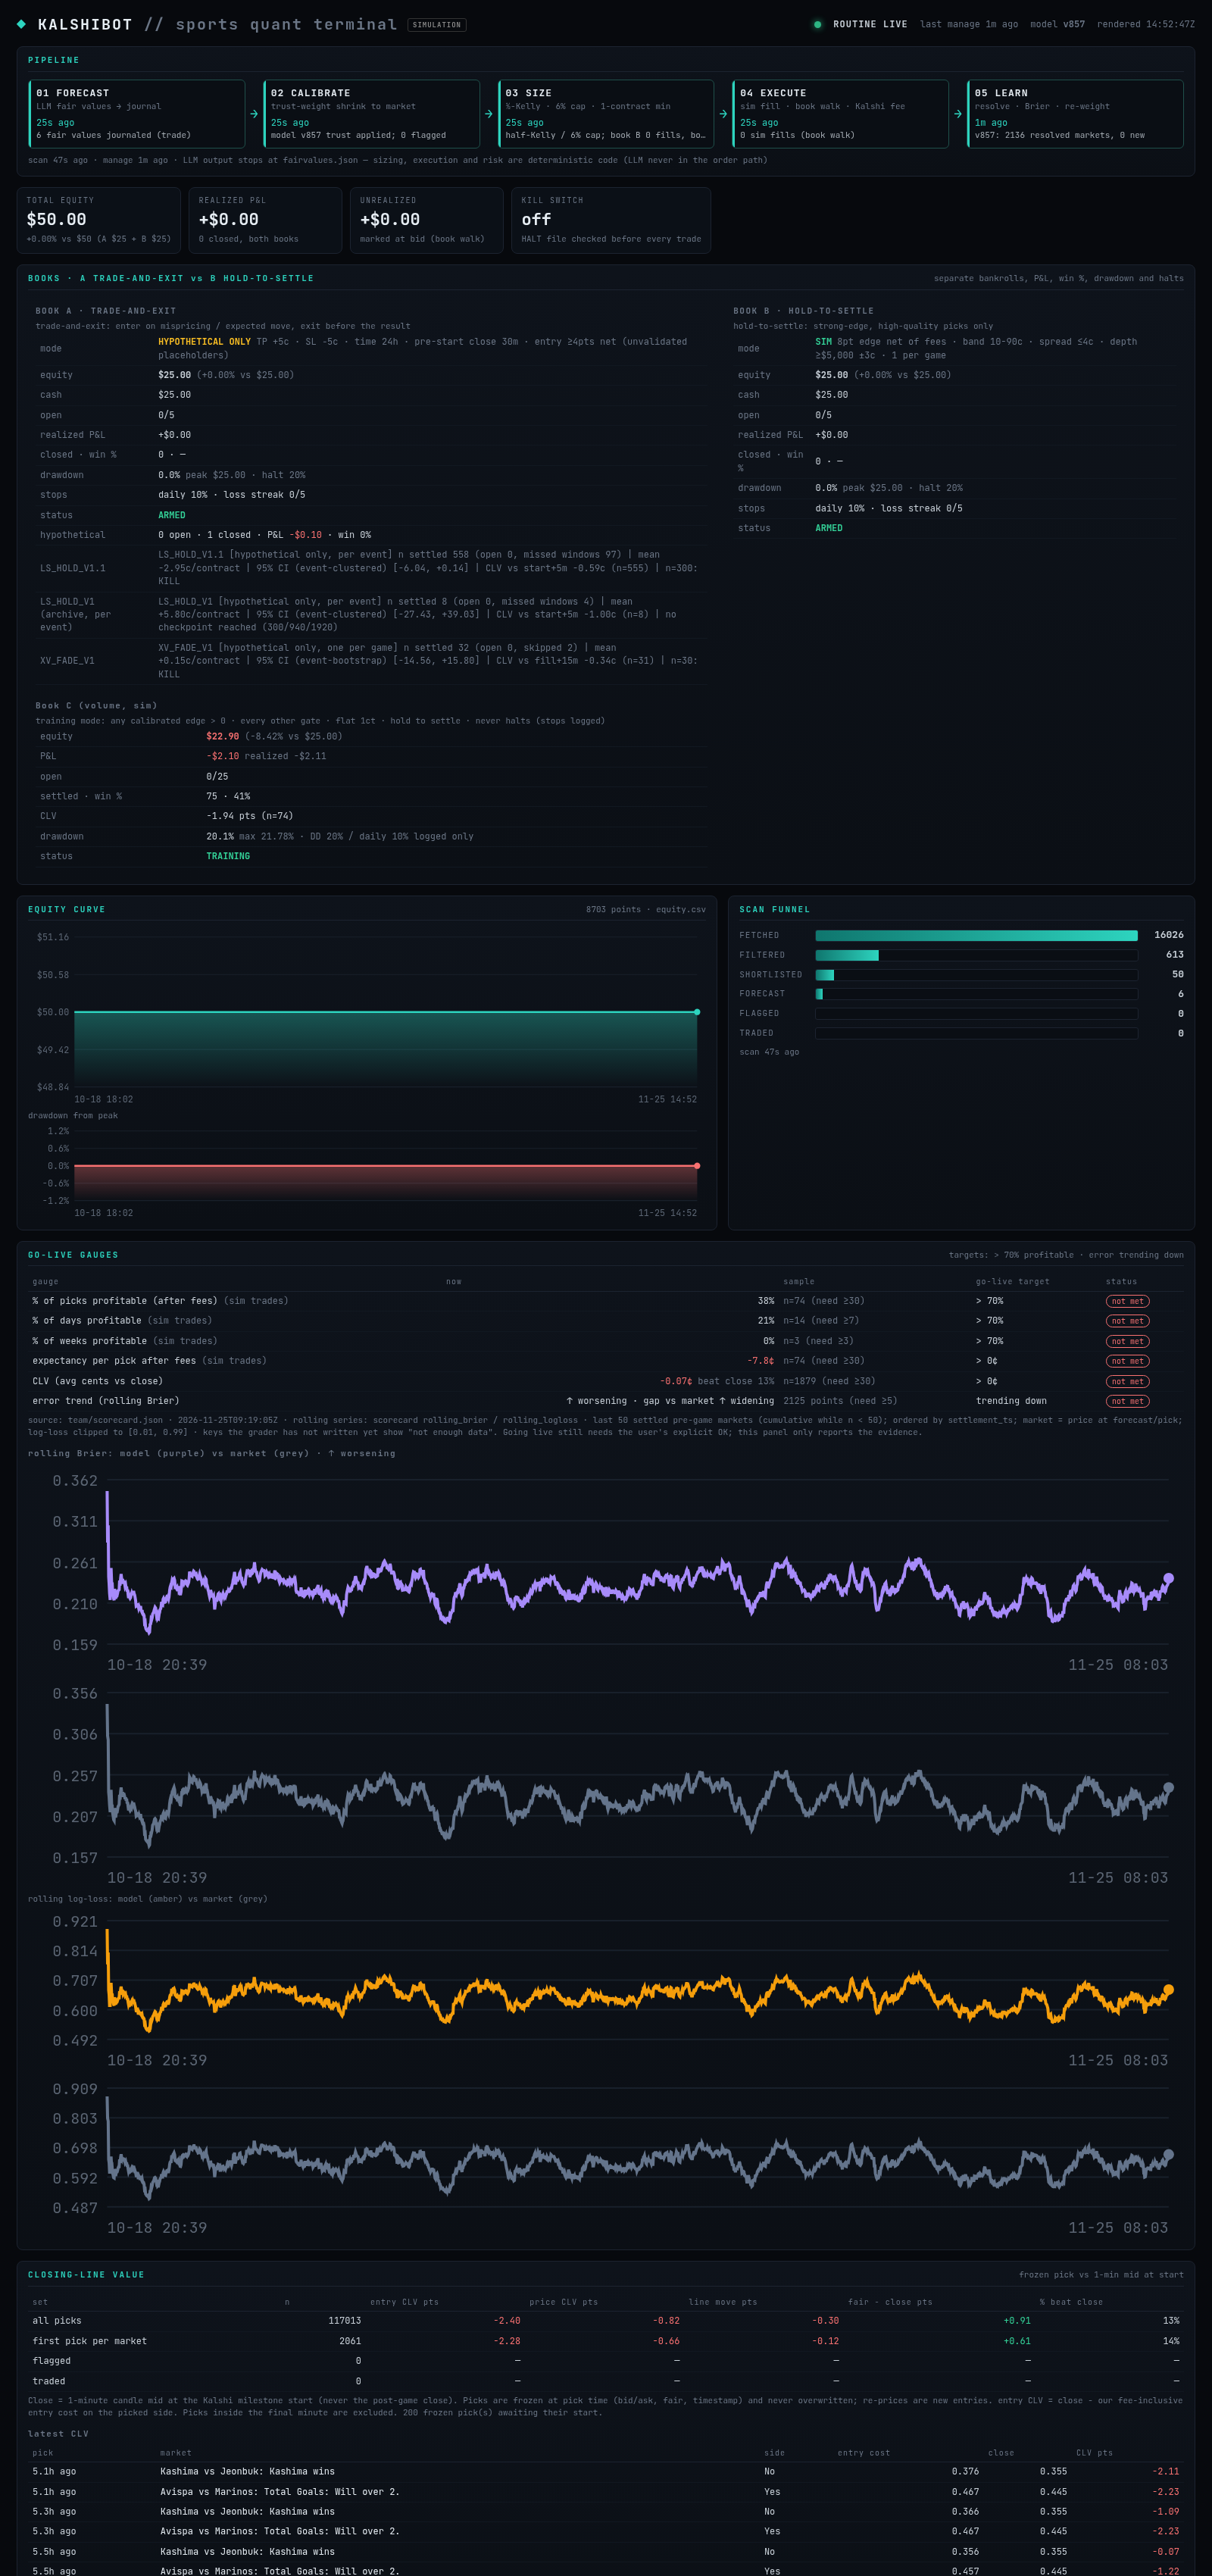 ◆ KALSHIBOT // sports quant terminal SIMULATION
ROUTINE LIVE last manage 1m ago model v857 rendered 14:52:47Z
PIPELINE
01 FORECAST
LLM fair values → journal
25s ago
6 fair values journaled (trade)
→
02 CALIBRATE
trust-weight shrink to market
25s ago
model v857 trust applied; 0 flagged
→
03 SIZE
½-Kelly · 6% cap · 1-contract min
25s ago
half-Kelly / 6% cap; book B 0 fills, bo…
→
04 EXECUTE
sim fill · book walk · Kalshi fee
25s ago
0 sim fills (book walk)
→
05 LEARN
resolve · Brier · re-weight
1m ago
v857: 2136 resolved markets, 0 new
scan 47s ago · manage 1m ago · LLM output stops at fairvalues.json — sizing, execution and risk are deterministic code (LLM never in the order path)
TOTAL EQUITY
$50.00
+0.00% vs $50 (A $25 + B $25)
REALIZED P&L
+$0.00
0 closed, both books
UNREALIZED
+$0.00
marked at bid (book walk)
KILL SWITCH
off
HALT file checked before every trade
BOOKS · A TRADE-AND-EXIT vs B HOLD-TO-SETTLE
separate bankrolls, P&L, win %, drawdown and halts
BOOK A · TRADE-AND-EXIT
trade-and-exit: enter on mispricing / expected move, exit before the result
mode HYPOTHETICAL ONLY TP +5c · SL -5c · time 24h · pre-start close 30m · entry ≥4pts net (unvalidated
placeholders)
equity $25.00 (+0.00% vs $25.00)
cash $25.00
open 0/5
realized P&L +$0.00
closed · win % 0 · —
drawdown 0.0% peak $25.00 · halt 20%
stops daily 10% · loss streak 0/5
status ARMED
hypothetical 0 open · 1 closed · P&L -$0.10 · win 0%
LS_HOLD_V1.1 LS_HOLD_V1.1 [hypothetical only, per event] n settled 558 (open 0, missed windows 97) | mean
-2.95c/contract | 95% CI (event-clustered) [-6.04, +0.14] | CLV vs start+5m -0.59c (n=555) | n=300:
KILL
LS_HOLD_V1 (archive, per event) LS_HOLD_V1 [hypothetical only, per event] n settled 8 (open 0, missed windows 4) | mean
+5.80c/contract | 95% CI (event-clustered) [-27.43, +39.03] | CLV vs start+5m -1.00c (n=8) | no
checkpoint reached (300/940/1920)
XV_FADE_V1 XV_FADE_V1 [hypothetical only, one per game] n settled 32 (open 0, skipped 2) | mean
+0.15c/contract | 95% CI (event-bootstrap) [-14.56, +15.80] | CLV vs fill+15m -0.34c (n=31) | n=30:
KILL
BOOK B · HOLD-TO-SETTLE
hold-to-settle: strong-edge, high-quality picks only
mode SIM 8pt edge net of fees · band 10-90c · spread ≤4c · depth
≥$5,000 ±3c · 1 per game
equity $25.00 (+0.00% vs $25.00)
cash $25.00
open 0/5
realized P&L +$0.00
closed · win % 0 · —
drawdown 0.0% peak $25.00 · halt 20%
stops daily 10% · loss streak 0/5
status ARMED
Book C (volume, sim)
training mode: any calibrated edge > 0 · every other gate · flat 1ct · hold to settle · never halts (stops logged)
equity $22.90 (-8.42% vs $25.00)
P&L -$2.10 realized -$2.11
open 0/25
settled · win % 75 · 41%
CLV -1.94 pts (n=74)
drawdown 20.1% max 21.78% · DD 20% / daily 10% logged only
status TRAINING
EQUITY CURVE
8703 points · equity.csv
$51.16
$50.58
$50.00
$49.42
$48.84
10-18 18:02 11-25 14:52
drawdown from peak
1.2%
0.6%
0.0%
-0.6%
-1.2%
10-18 18:02 11-25 14:52
SCAN FUNNEL
FETCHED 16026
FILTERED 613
SHORTLISTED 50
FORECAST 6
FLAGGED 0
TRADED 0
scan 47s ago
GO-LIVE GAUGES
targets: > 70% profitable · error trending down
gauge now sample go-live target status
% of picks profitable (after fees) (sim trades) 38% n=74 (need ≥30) > 70% not met
% of days profitable (sim trades) 21% n=14 (need ≥7) > 70% not met
% of weeks profitable (sim trades) 0% n=3 (need ≥3) > 70% not met
expectancy per pick after fees (sim trades) -7.8¢ n=74 (need ≥30) > 0¢ not met
CLV (avg cents vs close) -0.07¢ beat close 13% n=1879 (need ≥30) > 0¢ not met
error trend (rolling Brier) ↑ worsening · gap vs market ↑ widening 2125 points (need ≥5) trending down not met
source: team/scorecard.json · 2026-11-25T09:19:05Z · rolling series: scorecard rolling_brier / rolling_logloss · last 50 settled pre-game markets (cumulative while n < 50); ordered by settlement_ts; market = price at forecast/pick;
log-loss clipped to [0.01, 0.99] · keys the grader has not written yet show "not enough data". Going live still needs the user's explicit OK; this panel only reports the evidence.
rolling Brier: model (purple) vs market (grey) · ↑ worsening
0.362
0.311
0.261
0.210
0.159
10-18 20:39 11-25 08:03
0.356
0.306
0.257
0.207
0.157
10-18 20:39 11-25 08:03
rolling log-loss: model (amber) vs market (grey)
0.921
0.814
0.707
0.600
0.492
10-18 20:39 11-25 08:03
0.909
0.803
0.698
0.592
0.487
10-18 20:39 11-25 08:03
CLOSING-LINE VALUE
frozen pick vs 1-min mid at start
set n entry CLV pts price CLV pts line move pts fair - close pts % beat close
all picks 117013 -2.40 -0.82 -0.30 +0.91 13%
first pick per market 2061 -2.28 -0.66 -0.12 +0.61 14%
flagged 0 — — — — —
traded 0 — — — — —
Close = 1-minute candle mid at the Kalshi milestone start (never the post-game close). Picks are frozen at pick time (bid/ask, fair, timestamp) and never overwritten; re-prices are new entries. entry CLV = close - our fee-inclusive
entry cost on the picked side. Picks inside the final minute are excluded. 200 frozen pick(s) awaiting their start.
latest CLV
pick market side entry cost close CLV pts
5.1h ago Kashima vs Jeonbuk: Kashima wins No 0.376 0.355 -2.11
5.1h ago Avispa vs Marinos: Total Goals: Will over 2. Yes 0.467 0.445 -2.23
5.3h ago Kashima vs Jeonbuk: Kashima wins No 0.366 0.355 -1.09
5.3h ago Avispa vs Marinos: Total Goals: Will over 2. Yes 0.467 0.445 -2.23
5.5h ago Kashima vs Jeonbuk: Kashima wins No 0.356 0.355 -0.07
5.5h ago Avispa vs Marinos: Total Goals: Will over 2. Yes 0.457 0.445 -1.22